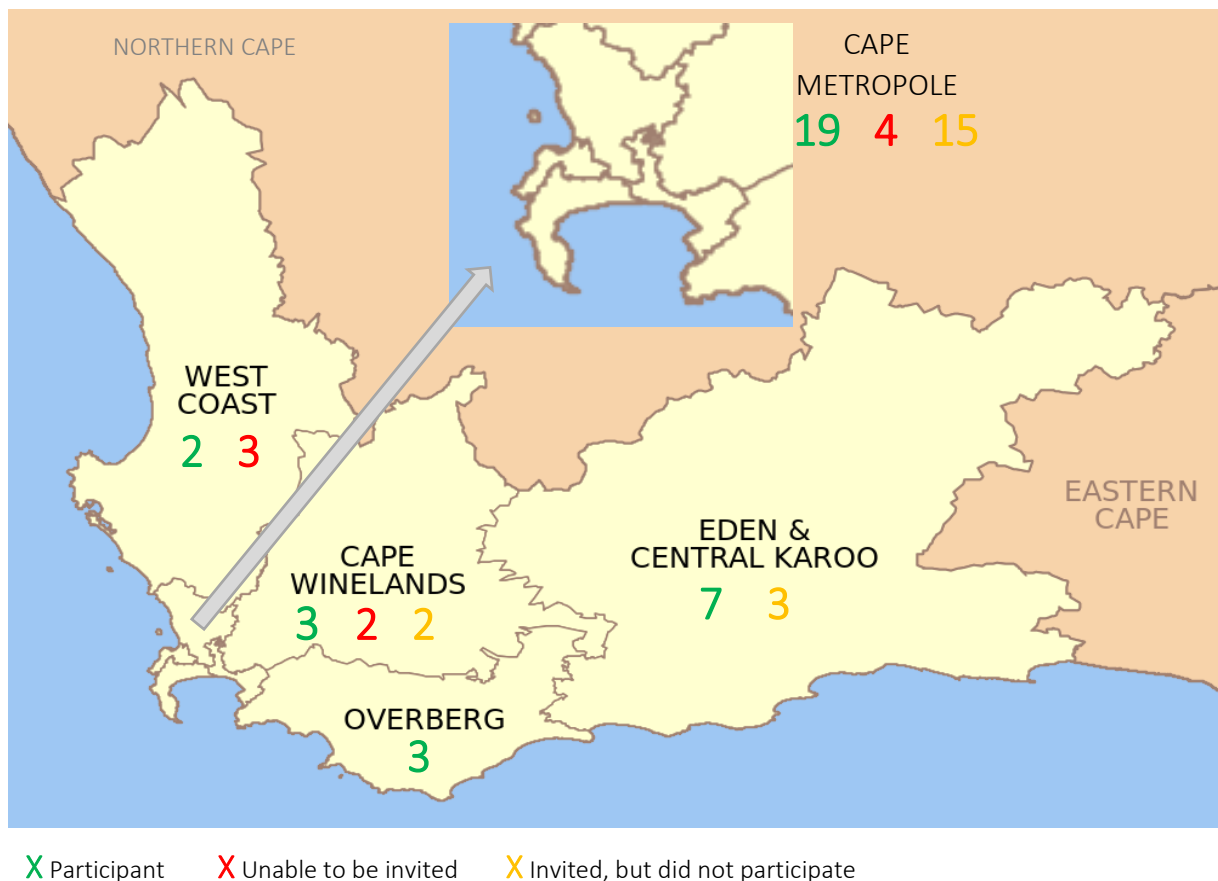 NORTHERN CAPE
CAPE
METROPOLE
19 4 15
WEST
COAST
2 3
CAPE
WINELANDS
3 2 2
EDEN &
CENTRAL KAROO
7 3
EASTERN
CAPE
OVERBERG
3
X Participant X Unable to be invited X Invited, but did not participate